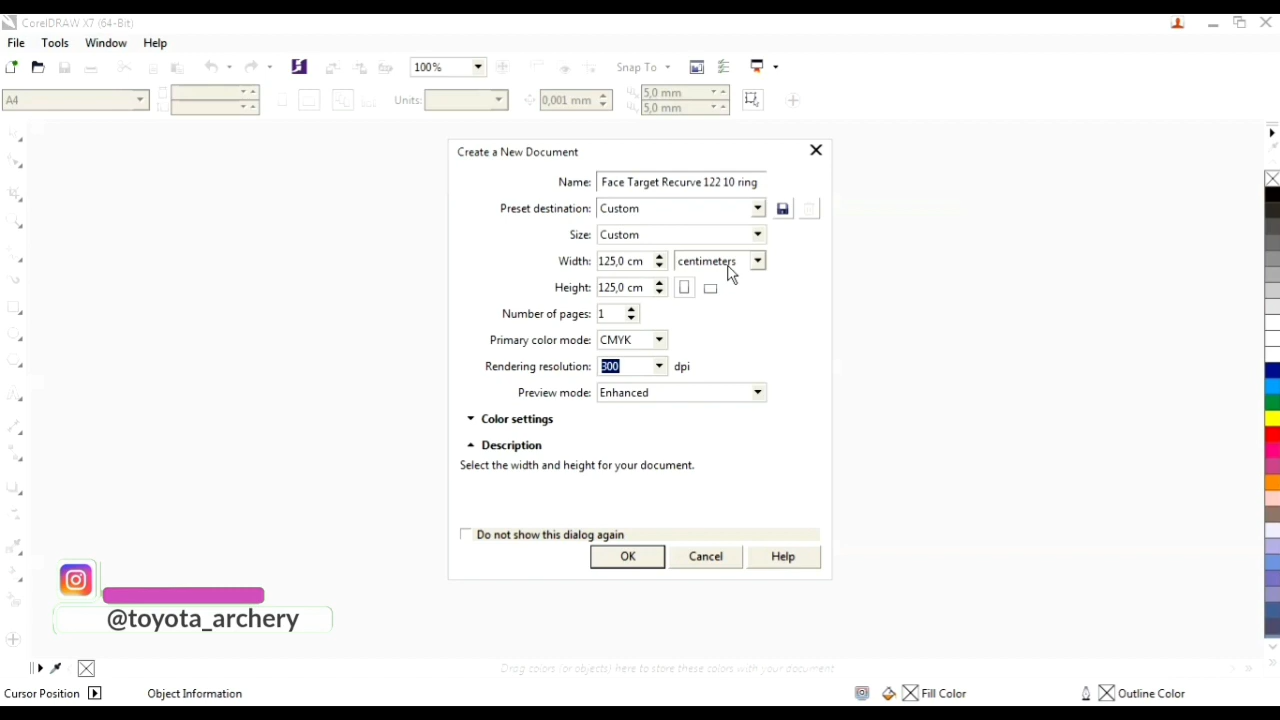 CorelDRAW X7 (64-Bit)
File Tools Window Help
100% Snap To
A4 Units: 0,001 mm 5,0 mm
5,0 mm
Create a New Document
Name: Face Target Recurve 122 10 ring
Preset destination: Custom
Size: Custom
Width: 125,0 cm centimeters
Height: 125,0 cm
Number of pages: 1
Primary color mode: CMYK
Rendering resolution: 300 dpi
Preview mode: Enhanced
Color settings
Description
Select the width and height for your document.
Do not show this dialog again
OK Cancel Help
@toyota_archery
Drag colors (or objects) here to store these colors with your document
Cursor Position Object Information Fill Color Outline Color